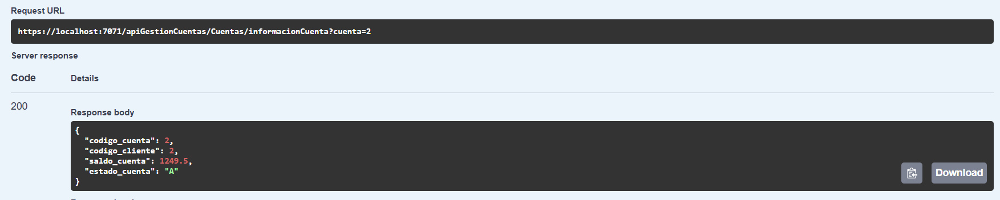 Request URL
https://localhost:7071/apiGestionCuentas/Cuentas/informacionCuenta?cuenta=2
Server response
Code Details
200
Response body
{
"codigo_cuenta": 2,
"codigo_cliente": 2,
"saldo_cuenta": 1249.5,
"estado_cuenta": "A"
}
Download